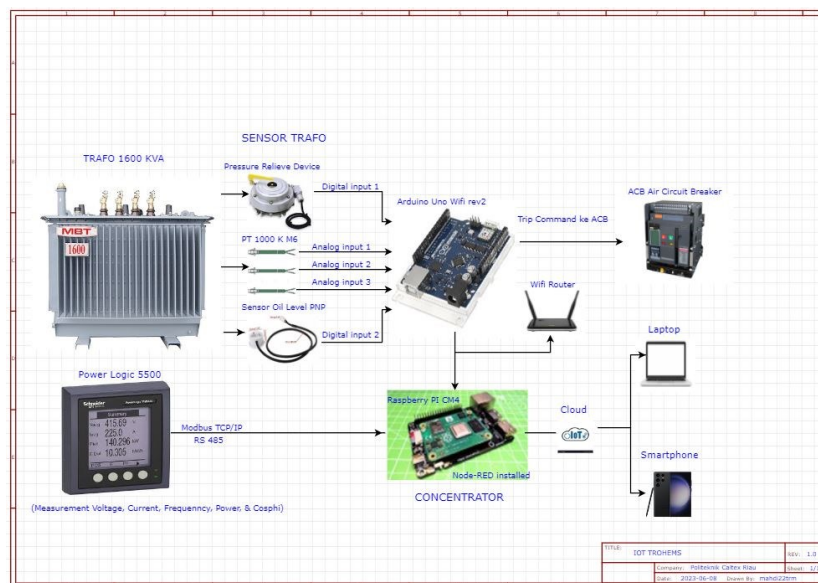 SENSOR TRAFO
TRAFO 1600 KVA
Pressure Relieve Device
Digital input 1
Arduino Uno Wifi rev2
ACB Air Circuit Breaker
Trip Command ke ACB
MBT
1600
PT 1000 K M6
Analog input 1
Analog input 2
Analog input 3
Wifi Router
Sensor Oil Level PNP
Digital input 2
Laptop
Power Logic 5500
Raspberry PI CM4
Schneider
Summary
415.69
225.0
140.296
10.305
Modbus TCP/IP
RS 485
Cloud
IoT
Smartphone
Node-RED installed
CONCENTRATOR
(Measurement Voltage, Current, Frequenncy, Power, & Cosphi)
TITLE:
IOT TROHEMS
REV: 1.0
Company: Politeknik Caltex Riau
Sheet: 1/1
Date: 2023-06-08
Drawn By: mahdi22trm